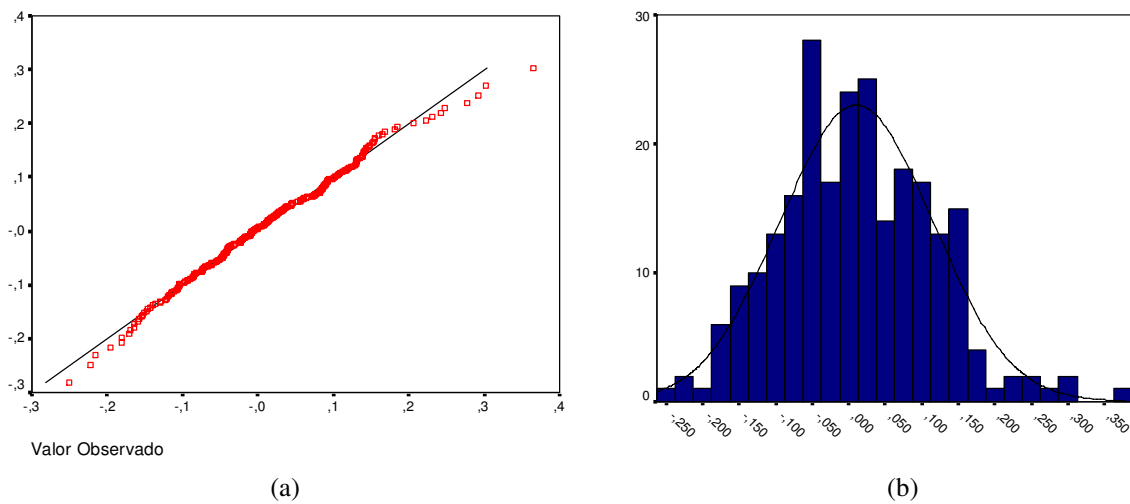 ,4
,3
,2
,1
-,0
-,1
-,2
-,3
-,3 -,2 -,1 -,0 ,1 ,2 ,3 ,4
Valor Observado
(a)
30
20
10
0
-,250 -,200 -,150 -,100 -,050 ,000 ,050 ,100 ,150 ,200 ,250 ,300 ,350
(b)